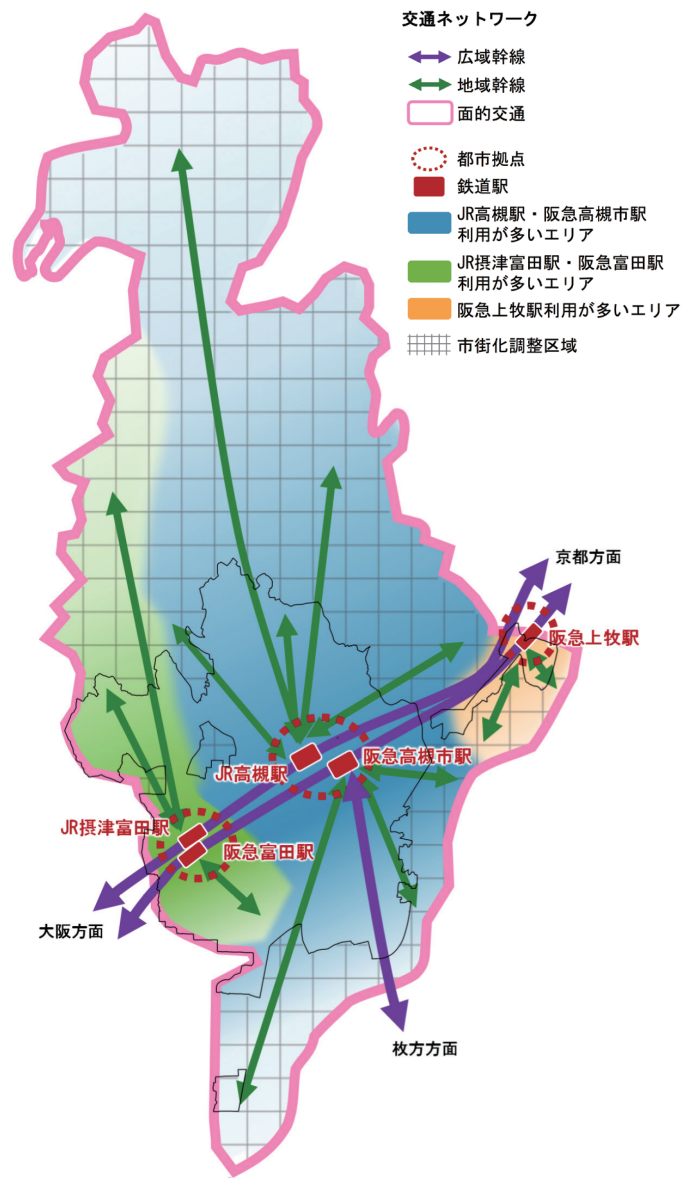 交通ネットワーク
広域幹線
地域幹線
面的交通
都市拠点
鉄道駅
JR高槻駅・阪急高槻市駅
利用が多いエリア
JR摂津富田駅・阪急富田駅
利用が多いエリア
阪急上牧駅利用が多いエリア
市街化調整区域
京都方面
阪急上牧駅
阪急高槻市駅
JR高槻駅
JR摂津富田駅
阪急富田駅
大阪方面
枚方方面